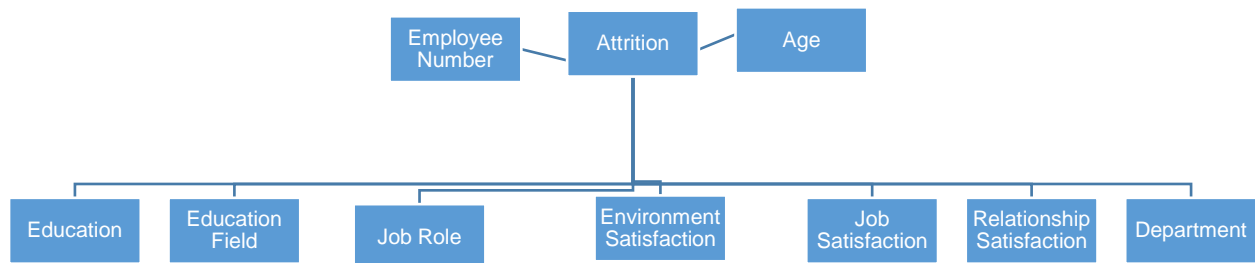 Employee
Number
Attrition
Age
Education
Education
Field
Job Role
Environment
Satisfaction
Job
Satisfaction
Relationship
Satisfaction
Department